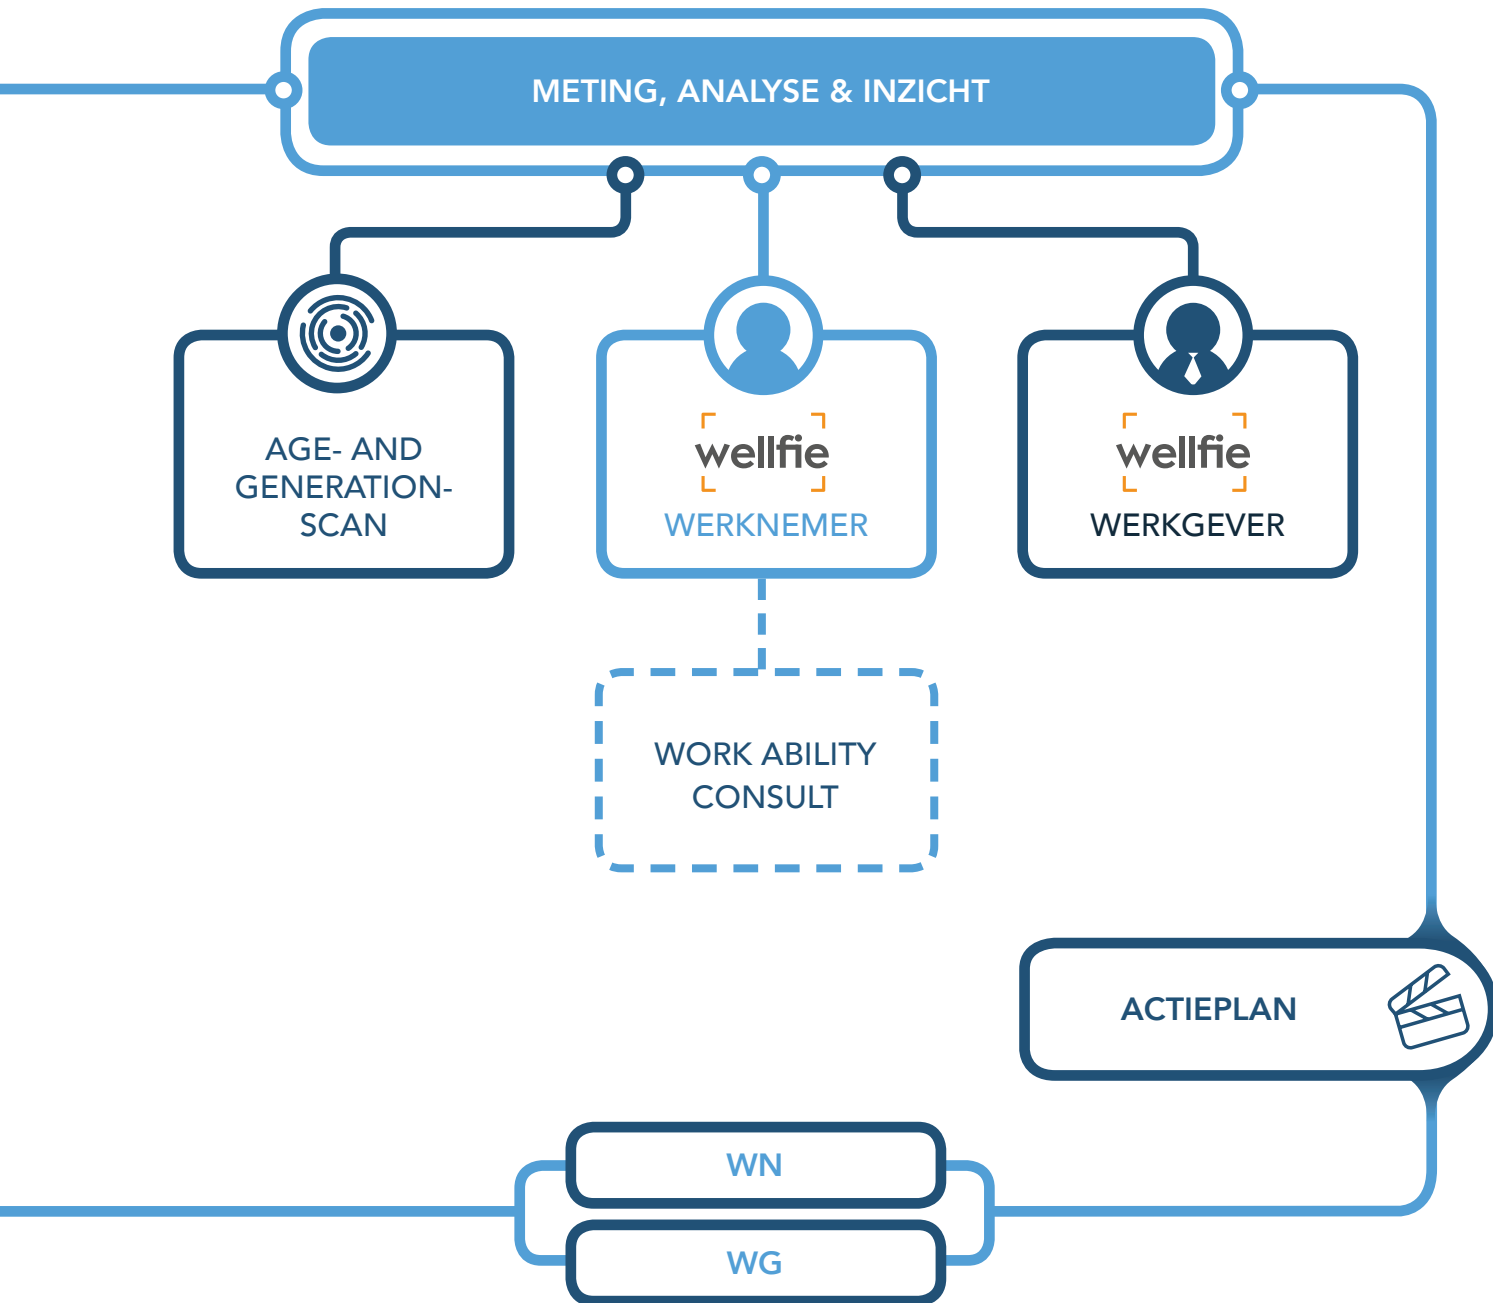 METING, ANALYSE & INZICHT
AGE- AND
GENERATION-
SCAN
wellfie
WERKNEMER
wellfie
WERKGEVER
WORK ABILITY
CONSULT
ACTIEPLAN
WN
WG